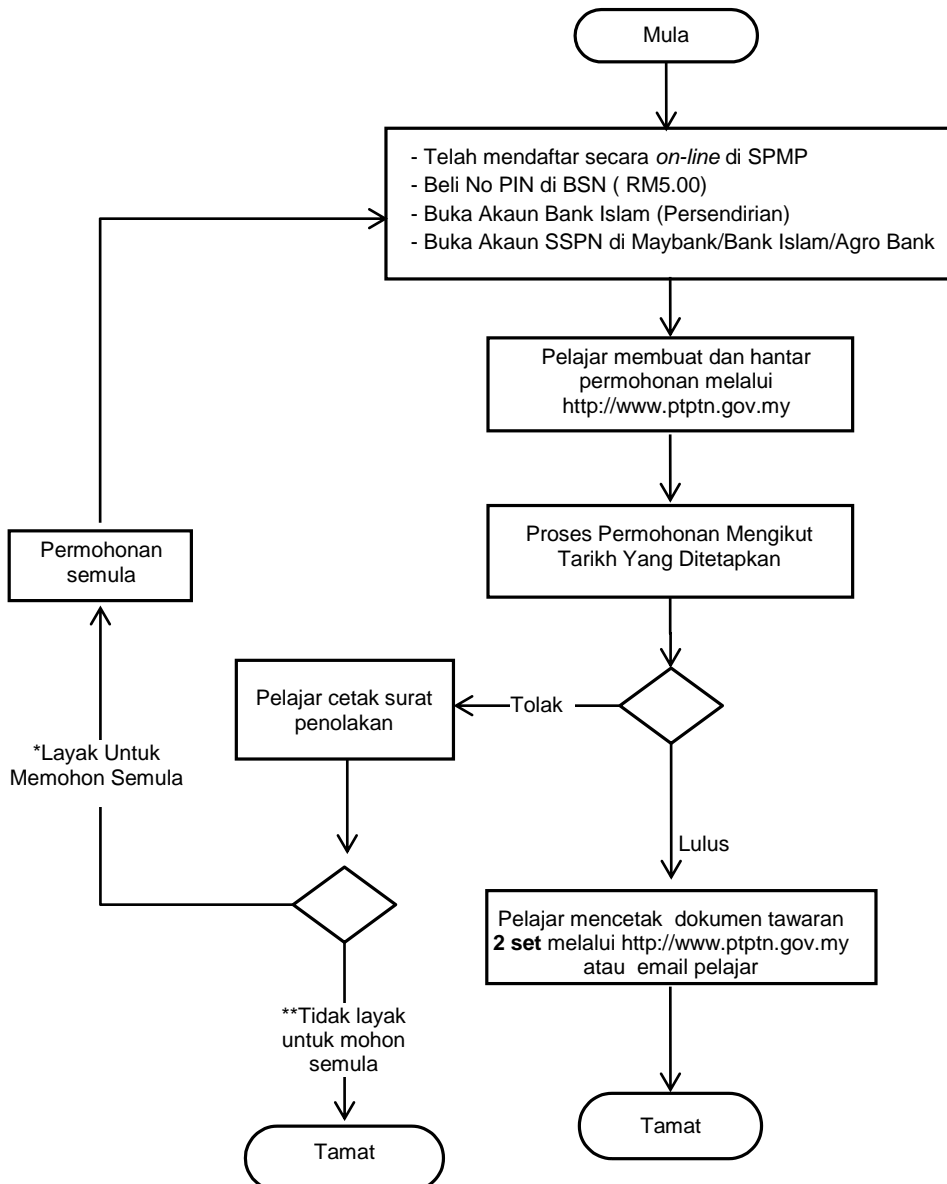 Mula
- Telah mendaftar secara on-line di SPMP
- Beli No PIN di BSN ( RM5.00)
- Buka Akaun Bank Islam (Persendirian)
- Buka Akaun SSPN di Maybank/Bank Islam/Agro Bank
Pelajar membuat dan hantar
permohonan melalui
http://www.ptptn.gov.my
Proses Permohonan Mengikut
Tarikh Yang Ditetapkan
Permohonan
semula
Pelajar cetak surat
penolakan
Tolak
*Layak Untuk
Memohon Semula
Lulus
Pelajar mencetak dokumen tawaran
2 set melalui http://www.ptptn.gov.my
atau email pelajar
**Tidak layak
untuk mohon
semula
Tamat
Tamat